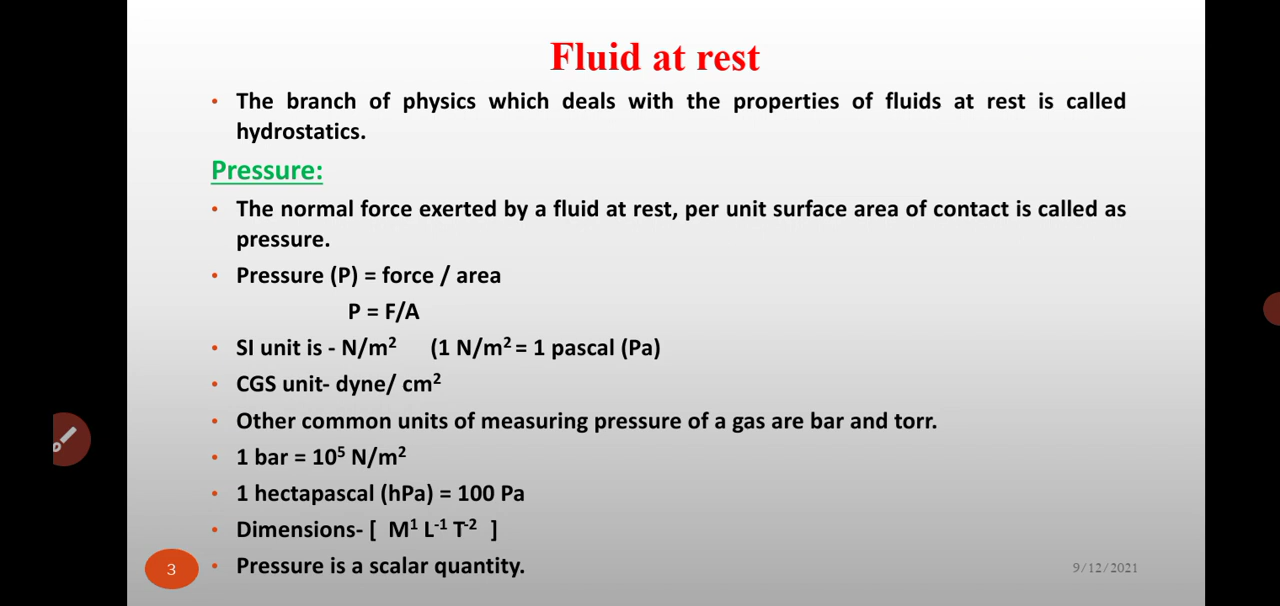 Fluid at rest
• The branch of physics which deals with the properties of fluids at rest is called
hydrostatics.
Pressure:
• The normal force exerted by a fluid at rest, per unit surface area of contact is called as
pressure.
• Pressure (P) = force / area
P = F/A
• SI unit is - N/m² (1 N/m² = 1 pascal (Pa)
• CGS unit- dyne/ cm²
• Other common units of measuring pressure of a gas are bar and torr.
• 1 bar = 10⁵ N/m²
• 1 hectapascal (hPa) = 100 Pa
• Dimensions- [ M¹ L⁻¹ T⁻² ]
• Pressure is a scalar quantity.
3
9/12/2021